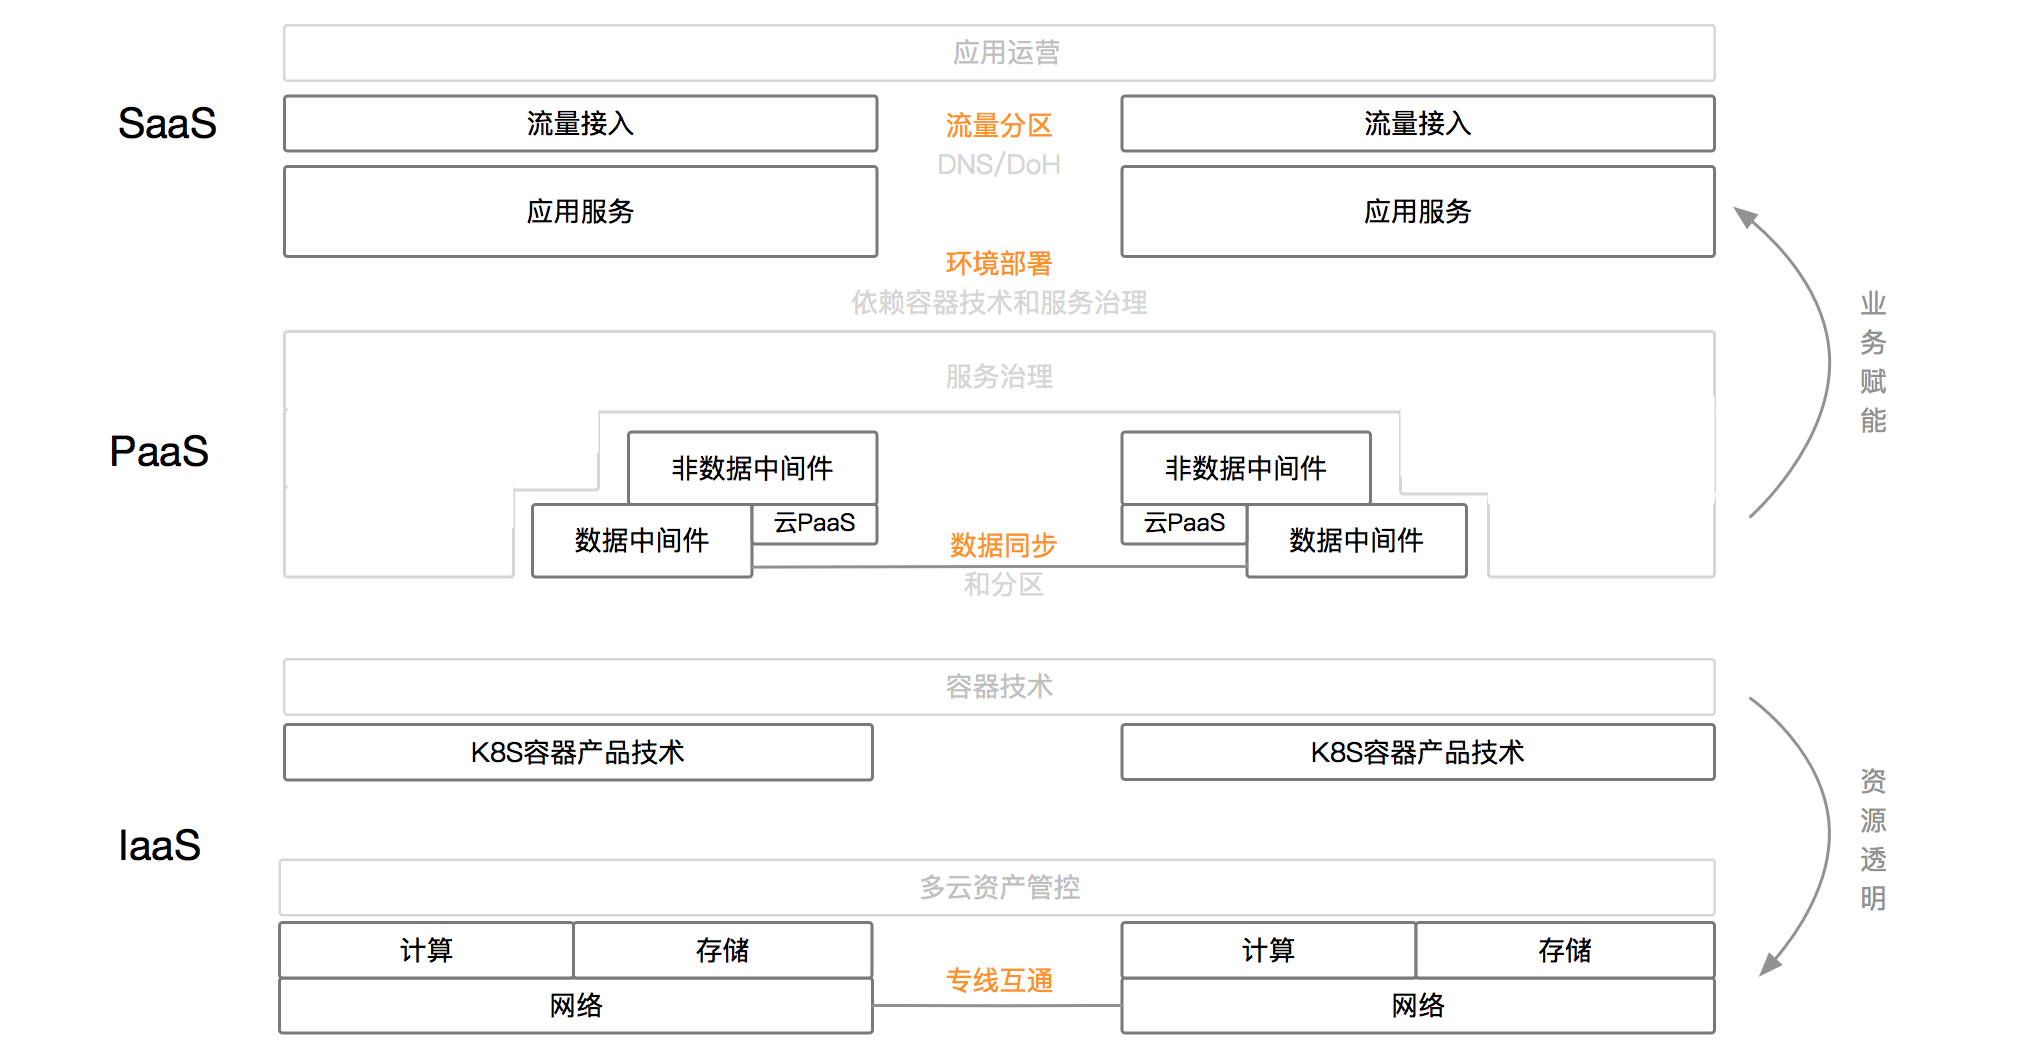 应用运营
SaaS
流量接入
流量分区
流量接入
DNS/DoH
应用服务
应用服务
环境部署
依赖容器技术和服务治理
业务赋能
服务治理
PaaS
非数据中间件
非数据中间件
数据中间件
云PaaS
云PaaS
数据中间件
数据同步
和分区
容器技术
K8S容器产品技术
K8S容器产品技术
资源透明
IaaS
多云资产管控
计算
存储
计算
存储
专线互通
网络
网络